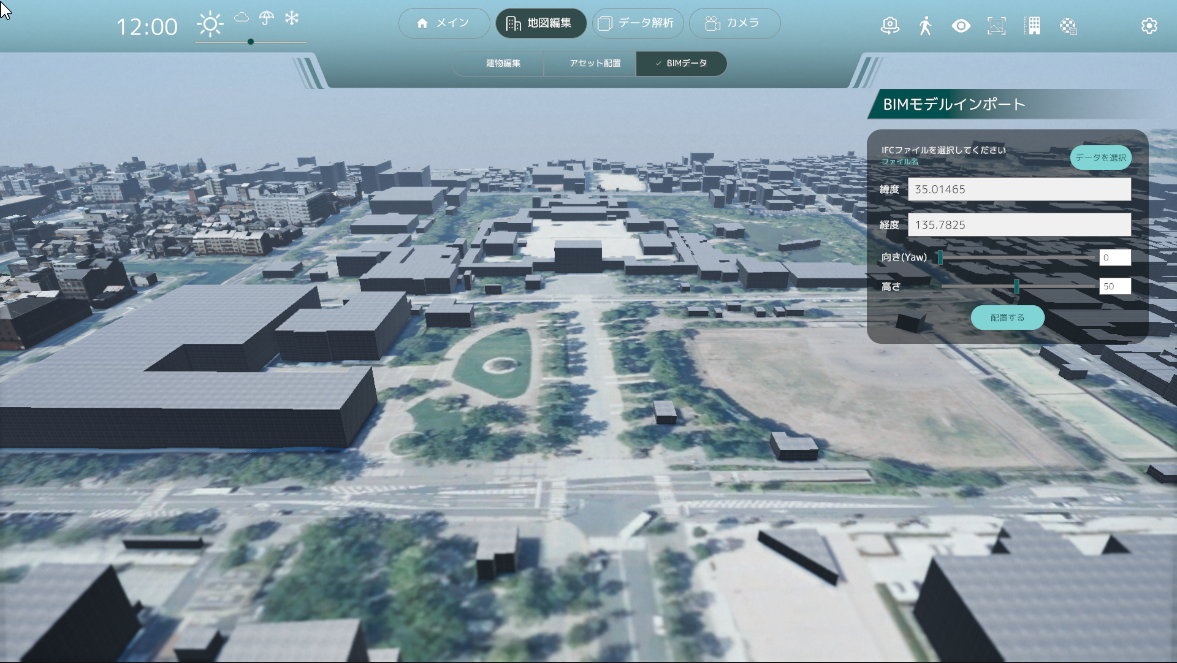 12:00
メイン
地図編集
データ解析
カメラ
建物編集
アセット配置
✓ BIMデータ
BIMモデルインポート
IFCファイルを選択してください
ファイル名
データを選択
緯度 35.01465
経度 135.7825
向き(Yaw) 0
高さ 50
配置する